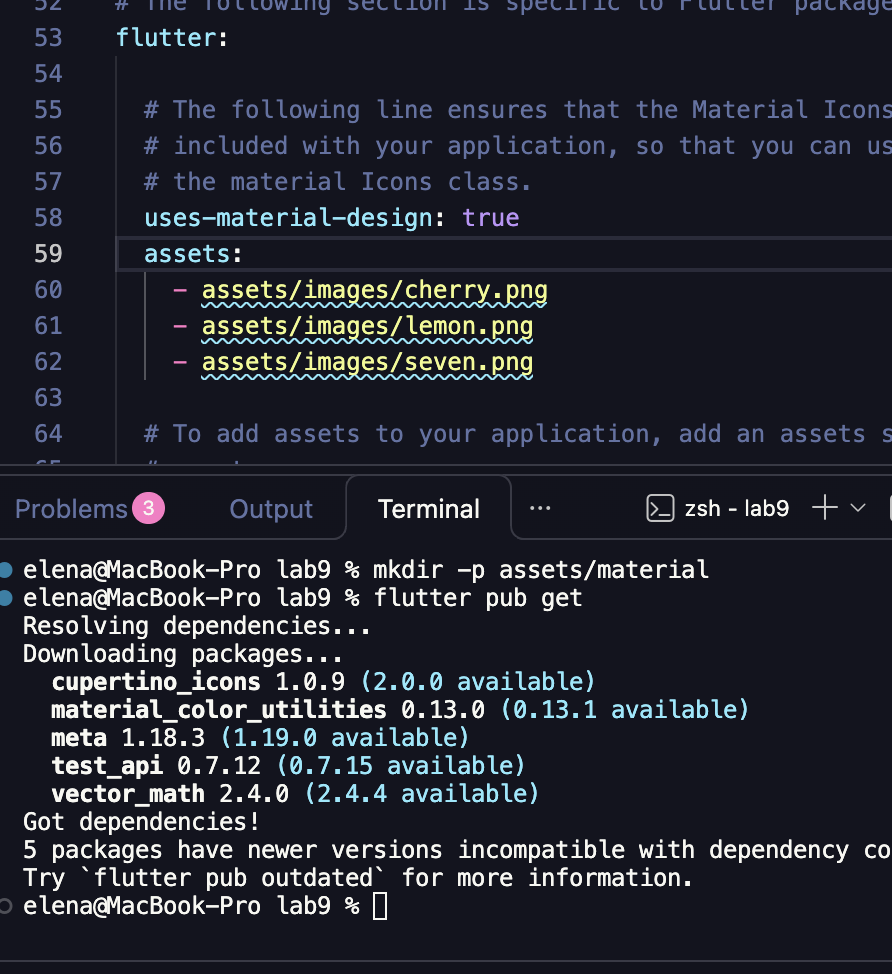 52 # The following section is specific to Flutter package
53 flutter:
54
55 # The following line ensures that the Material Icons
56 # included with your application, so that you can us
57 # the material Icons class.
58 uses-material-design: true
59 assets:
60 - assets/images/cherry.png
61 - assets/images/lemon.png
62 - assets/images/seven.png
63
64 # To add assets to your application, add an assets s
Problems 3 Output Terminal ··· zsh - lab9
elena@MacBook-Pro lab9 % mkdir -p assets/material
elena@MacBook-Pro lab9 % flutter pub get
Resolving dependencies...
Downloading packages...
cupertino_icons 1.0.9 (2.0.0 available)
material_color_utilities 0.13.0 (0.13.1 available)
meta 1.18.3 (1.19.0 available)
test_api 0.7.12 (0.7.15 available)
vector_math 2.4.0 (2.4.4 available)
Got dependencies!
5 packages have newer versions incompatible with dependency co
Try `flutter pub outdated` for more information.
elena@MacBook-Pro lab9 %